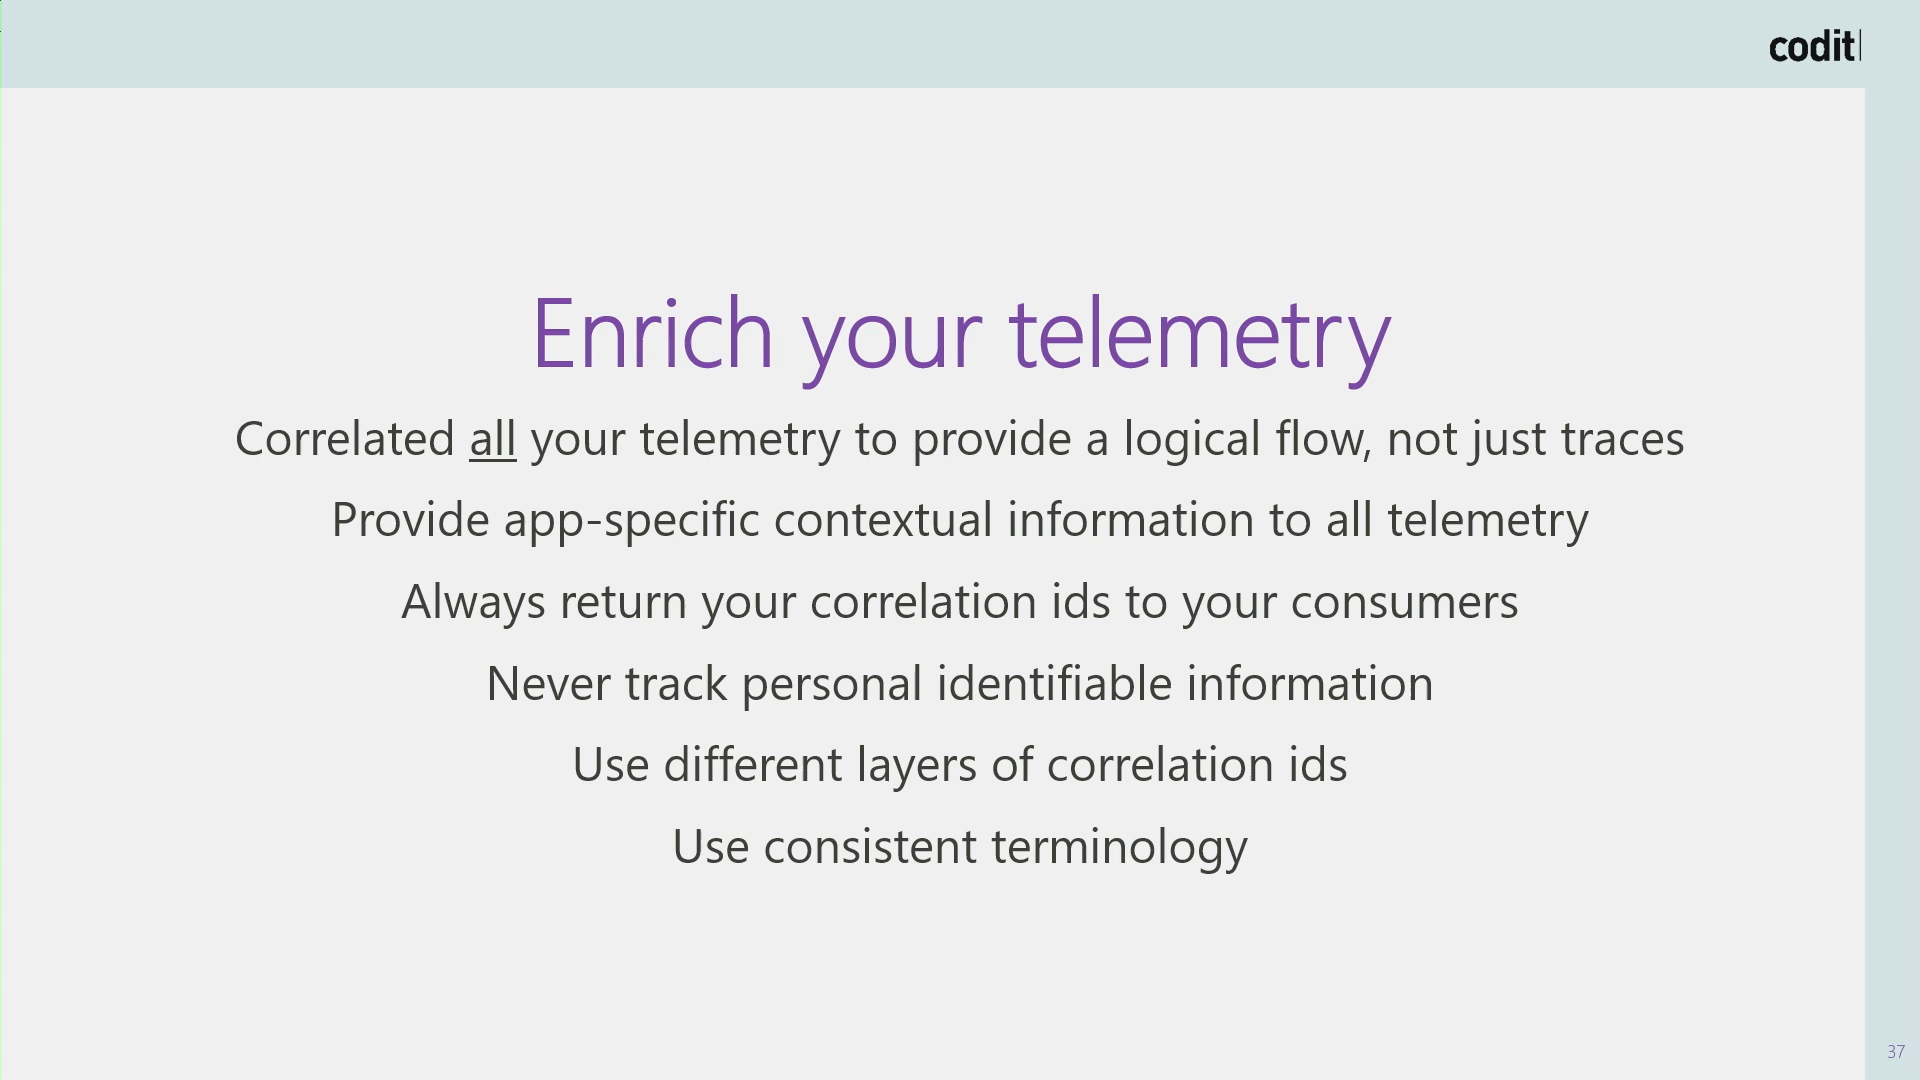 codit
Enrich your telemetry
Correlated all your telemetry to provide a logical flow, not just traces
Provide app-specific contextual information to all telemetry
Always return your correlation ids to your consumers
Never track personal identifiable information
Use different layers of correlation ids
Use consistent terminology
37